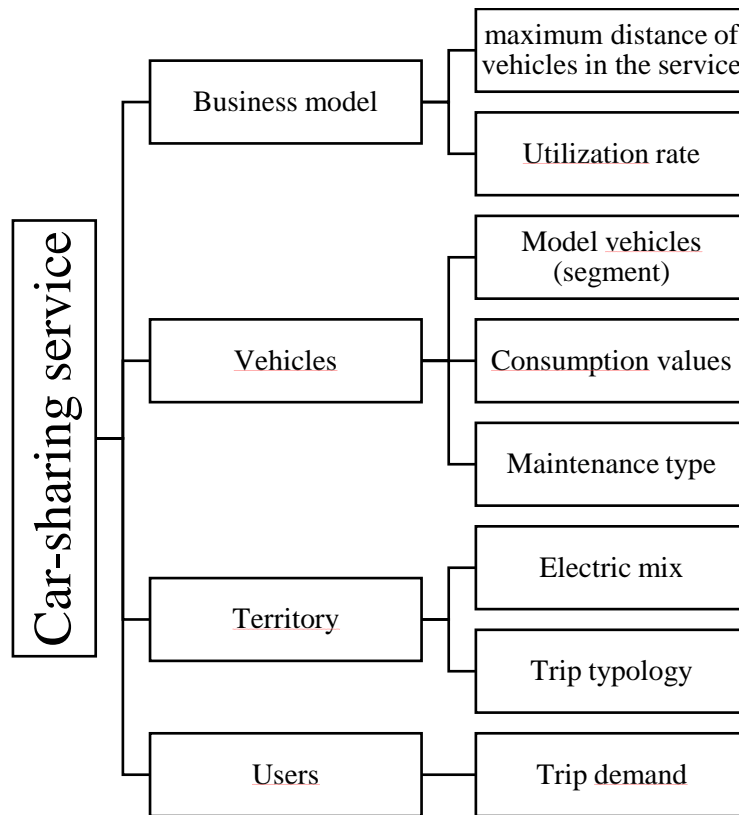 Car-sharing service
Business model
maximum distance of
vehicles in the service
Utilization rate
Vehicles
Model vehicles
(segment)
Consumption values
Maintenance type
Territory
Electric mix
Trip typology
Users
Trip demand